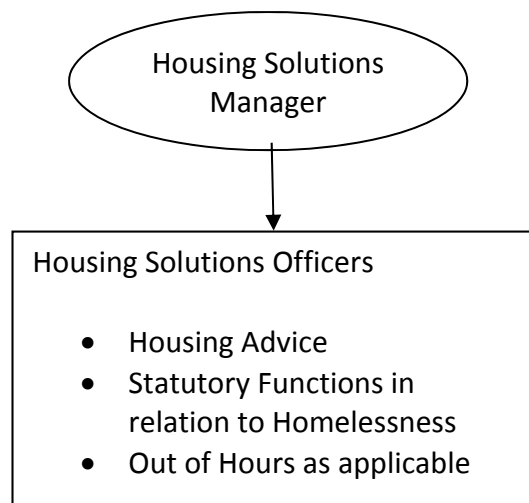 Housing Solutions
Manager
Housing Solutions Officers
• Housing Advice
• Statutory Functions in
relation to Homelessness
• Out of Hours as applicable